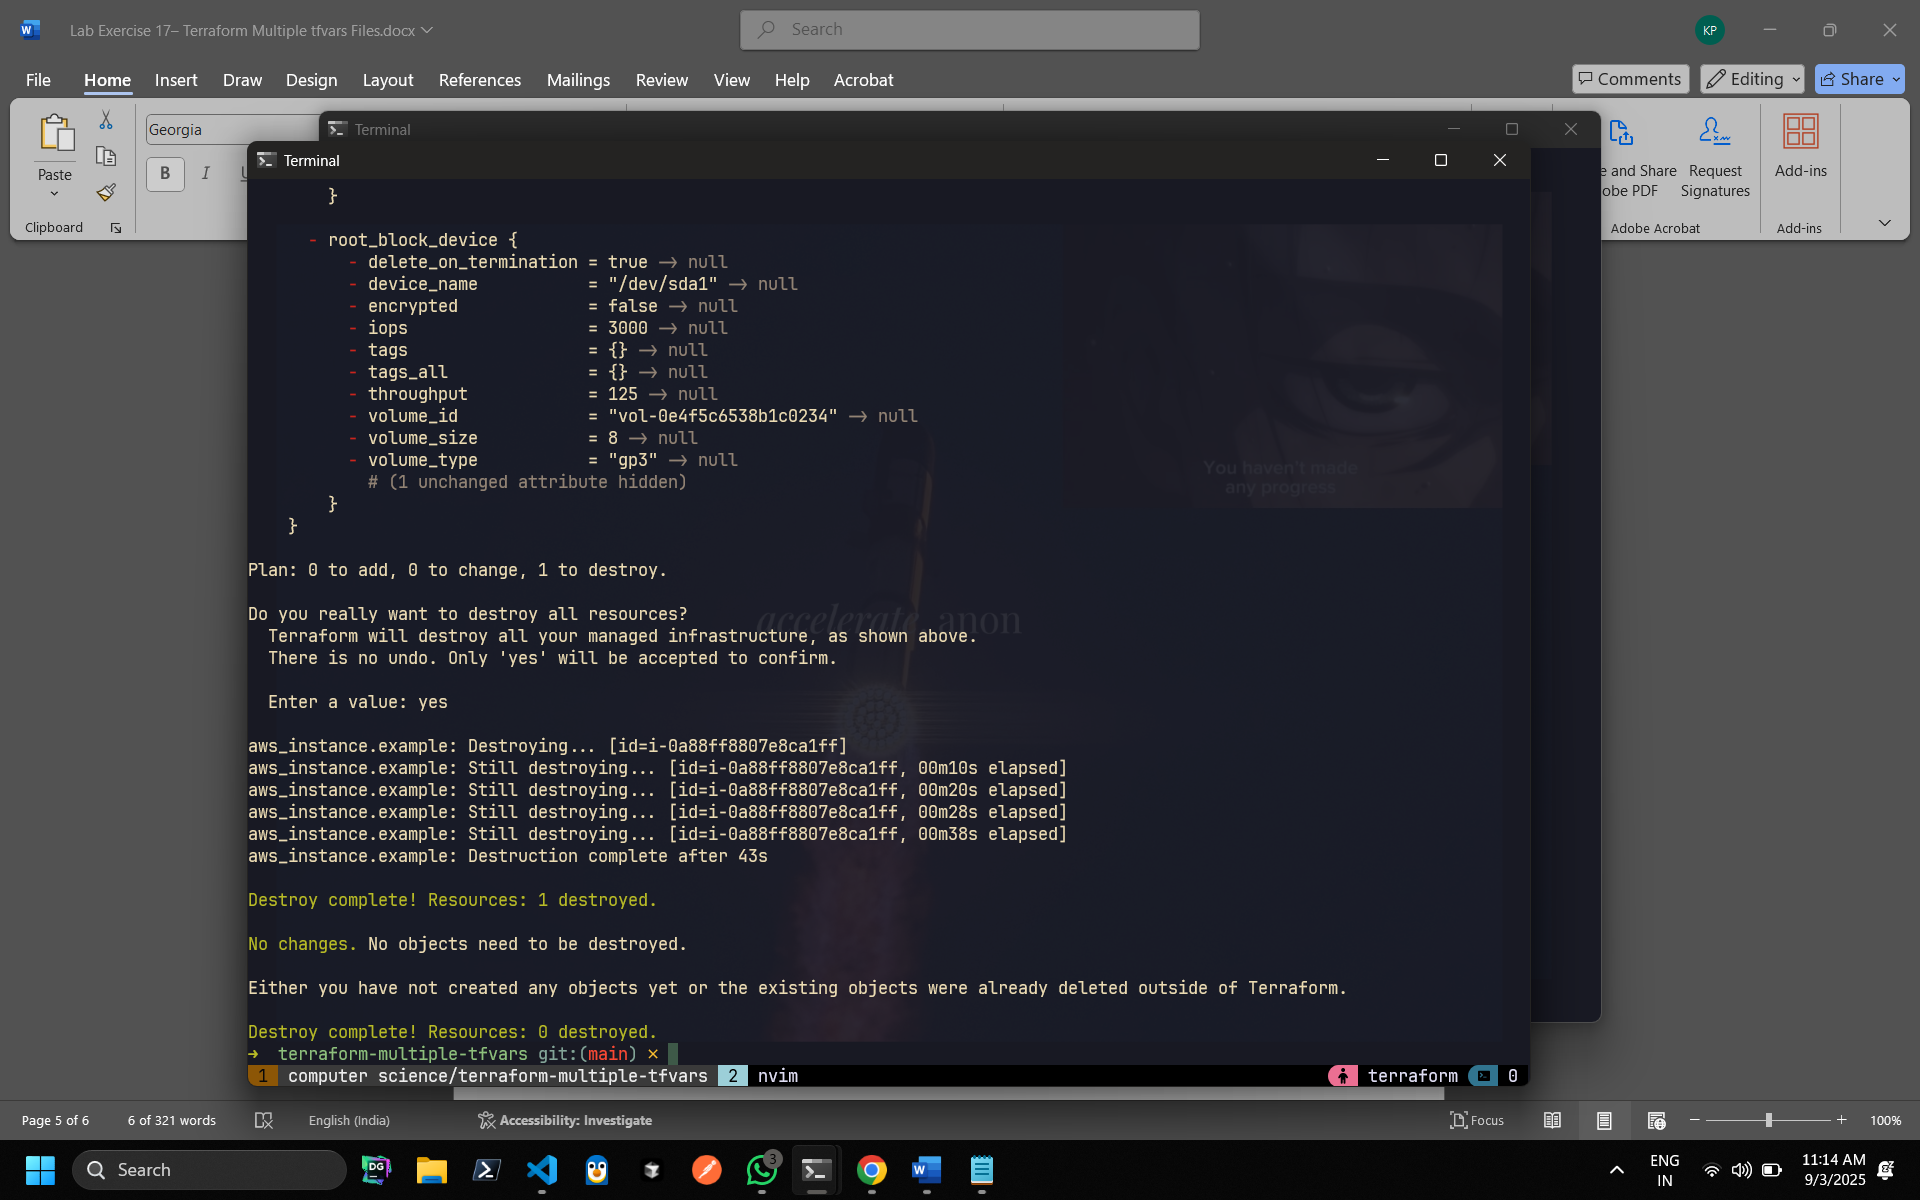 Lab Exercise 17– Terraform Multiple tfvars Files.docx
Search
KP
File Home Insert Draw Design Layout References Mailings Review View Help Acrobat
Comments Editing Share
Georgia
Terminal
Paste
B I U
e and Share
obe PDF
Request
Signatures
Add-ins
Clipboard
Adobe Acrobat
Add-ins
Terminal
}
- root_block_device {
- delete_on_termination = true -> null
- device_name = "/dev/sda1" -> null
- encrypted = false -> null
- iops = 3000 -> null
- tags = {} -> null
- tags_all = {} -> null
- throughput = 125 -> null
- volume_id = "vol-0e4f5c6538b1c0234" -> null
- volume_size = 8 -> null
- volume_type = "gp3" -> null
# (1 unchanged attribute hidden)
}
}
You haven't made
any progress
Plan: 0 to add, 0 to change, 1 to destroy.
accelerate anon
Do you really want to destroy all resources?
Terraform will destroy all your managed infrastructure, as shown above.
There is no undo. Only 'yes' will be accepted to confirm.
Enter a value: yes
aws_instance.example: Destroying... [id=i-0a88ff8807e8ca1ff]
aws_instance.example: Still destroying... [id=i-0a88ff8807e8ca1ff, 00m10s elapsed]
aws_instance.example: Still destroying... [id=i-0a88ff8807e8ca1ff, 00m20s elapsed]
aws_instance.example: Still destroying... [id=i-0a88ff8807e8ca1ff, 00m28s elapsed]
aws_instance.example: Still destroying... [id=i-0a88ff8807e8ca1ff, 00m38s elapsed]
aws_instance.example: Destruction complete after 43s
Destroy complete! Resources: 1 destroyed.
No changes. No objects need to be destroyed.
Either you have not created any objects yet or the existing objects were already deleted outside of Terraform.
Destroy complete! Resources: 0 destroyed.
➜ terraform-multiple-tfvars git:(main) ×
1 computer science/terraform-multiple-tfvars 2 nvim terraform 0
Page 5 of 6 6 of 321 words English (India) Accessibility: Investigate Focus 100%
Search
DG
3
ENG
IN
11:14 AM
9/3/2025